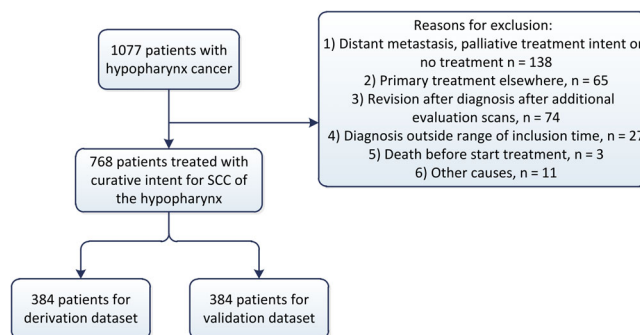 1077 patients with
hypopharynx cancer
Reasons for exclusion:
1) Distant metastasis, palliative treatment intent or
no treatment n = 138
2) Primary treatment elsewhere, n = 65
3) Revision after diagnosis after additional
evaluation scans, n = 74
4) Diagnosis outside range of inclusion time, n = 27
5) Death before start treatment, n = 3
6) Other causes, n = 11
768 patients treated with
curative intent for SCC of
the hypopharynx
384 patients for
derivation dataset
384 patients for
validation dataset